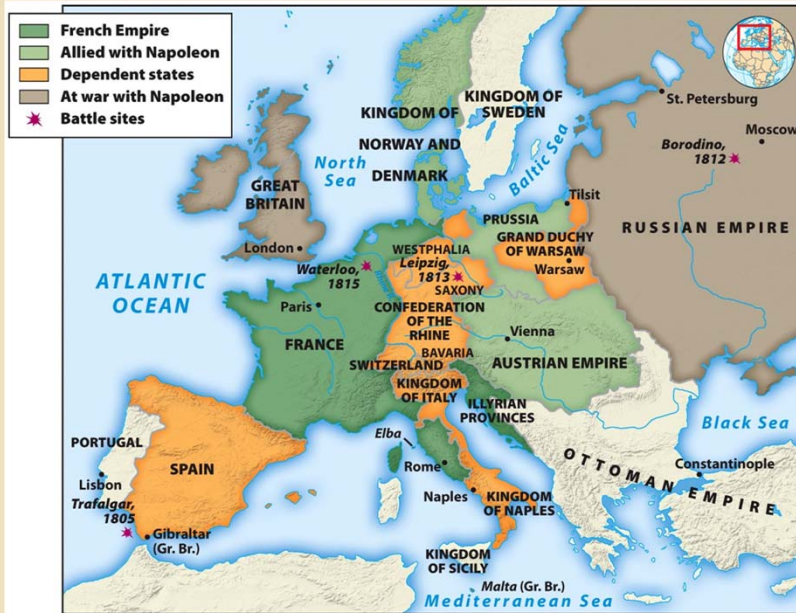 French Empire
Allied with Napoleon
Dependent states
At war with Napoleon
Battle sites
KINGDOM OF
SWEDEN
St. Petersburg
KINGDOM OF
NORWAY AND
DENMARK
Moscow
Borodino,
1812
North
Sea
Baltic Sea
GREAT
BRITAIN
London
Tilsit
PRUSSIA
GRAND DUCHY
OF WARSAW
Warsaw
RUSSIAN EMPIRE
WESTPHALIA
Waterloo,
1815
Leipzig,
1813
SAXONY
ATLANTIC
OCEAN
Paris
CONFEDERATION
OF THE
RHINE
FRANCE
Vienna
BAVARIA
AUSTRIAN EMPIRE
SWITZERLAND
KINGDOM
OF ITALY
ILLYRIAN
PROVINCES
Black Sea
Elba
PORTUGAL
SPAIN
Lisbon
Rome
OTTOMAN EMPIRE
Constantinople
Trafalgar,
1805
Naples
KINGDOM
OF NAPLES
Gibraltar
(Gr. Br.)
KINGDOM
OF SICILY
Malta (Gr. Br.)
Mediterranean Sea